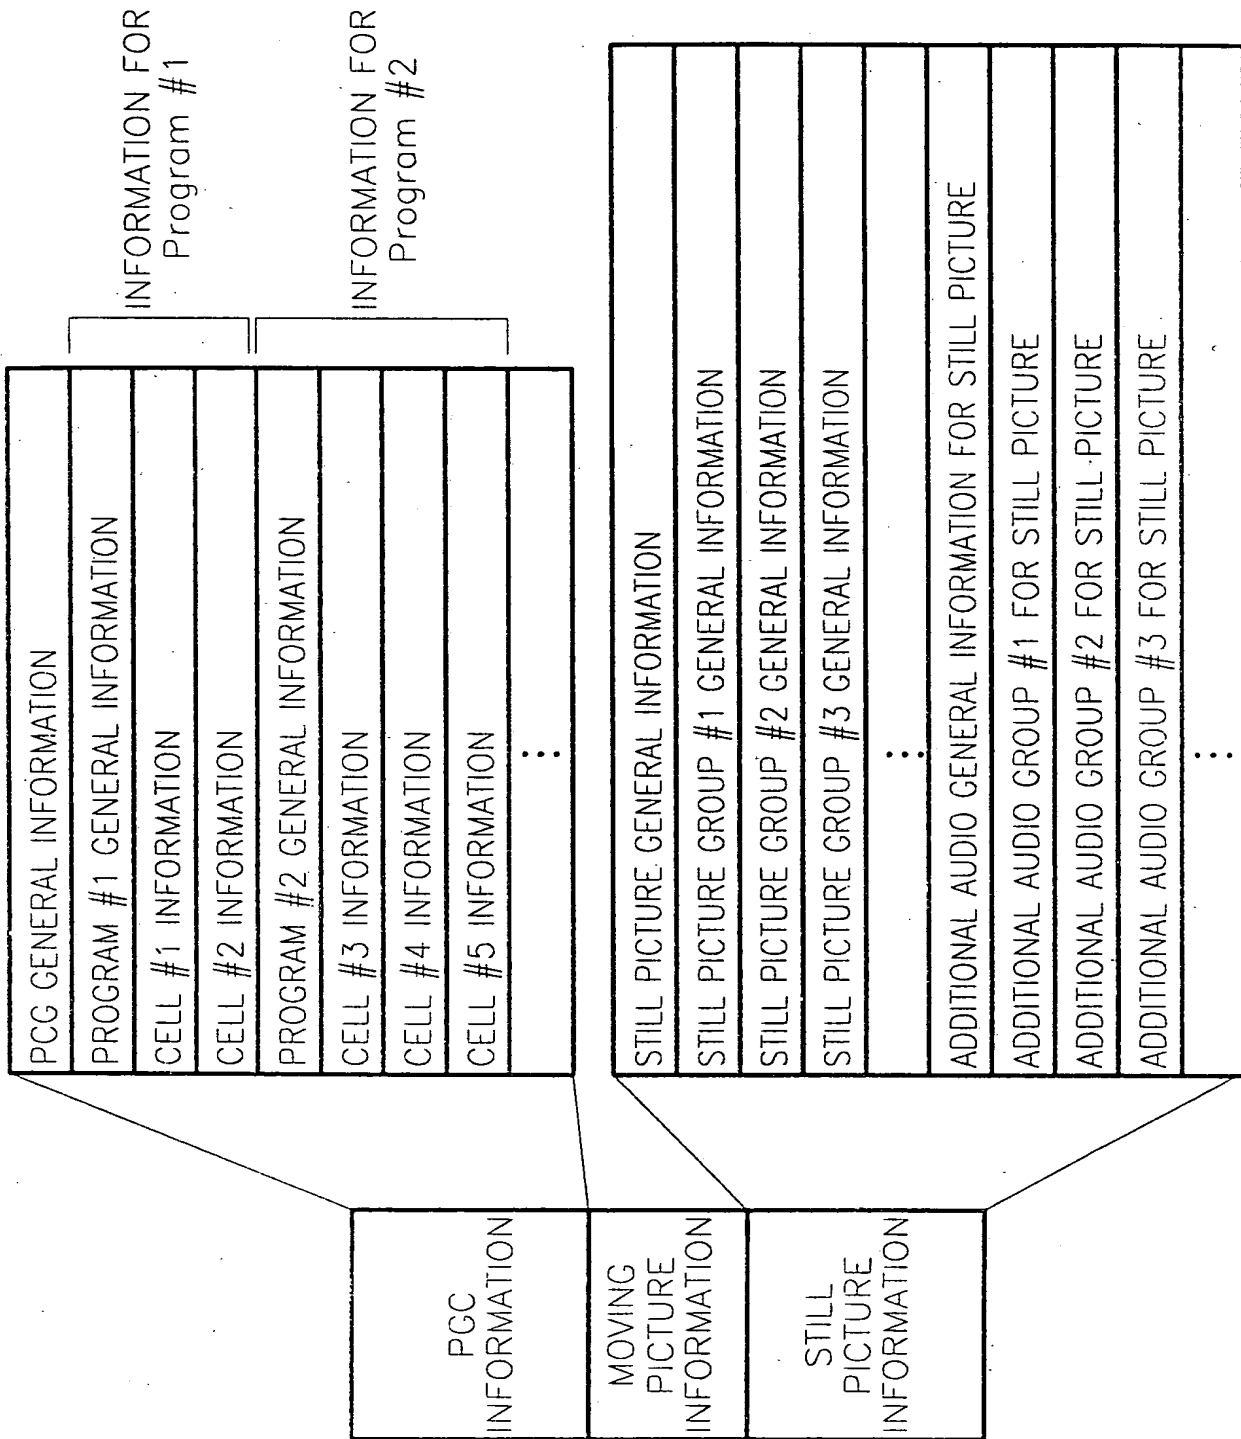 PGC
INFORMATION
MOVING
PICTURE
INFORMATION
STILL
PICTURE
INFORMATION
PCG GENERAL INFORMATION
PROGRAM #1 GENERAL INFORMATION
CELL #1 INFORMATION
CELL #2 INFORMATION
PROGRAM #2 GENERAL INFORMATION
CELL #3 INFORMATION
CELL #4 INFORMATION
CELL #5 INFORMATION
...
INFORMATION FOR
Program #1
INFORMATION FOR
Program #2
STILL PICTURE GENERAL INFORMATION
STILL PICTURE GROUP #1 GENERAL INFORMATION
STILL PICTURE GROUP #2 GENERAL INFORMATION
STILL PICTURE GROUP #3 GENERAL INFORMATION
...
ADDITIONAL AUDIO GENERAL INFORMATION FOR STILL PICTURE
ADDITIONAL AUDIO GROUP #1 FOR STILL PICTURE
ADDITIONAL AUDIO GROUP #2 FOR STILL PICTURE
ADDITIONAL AUDIO GROUP #3 FOR STILL PICTURE
...